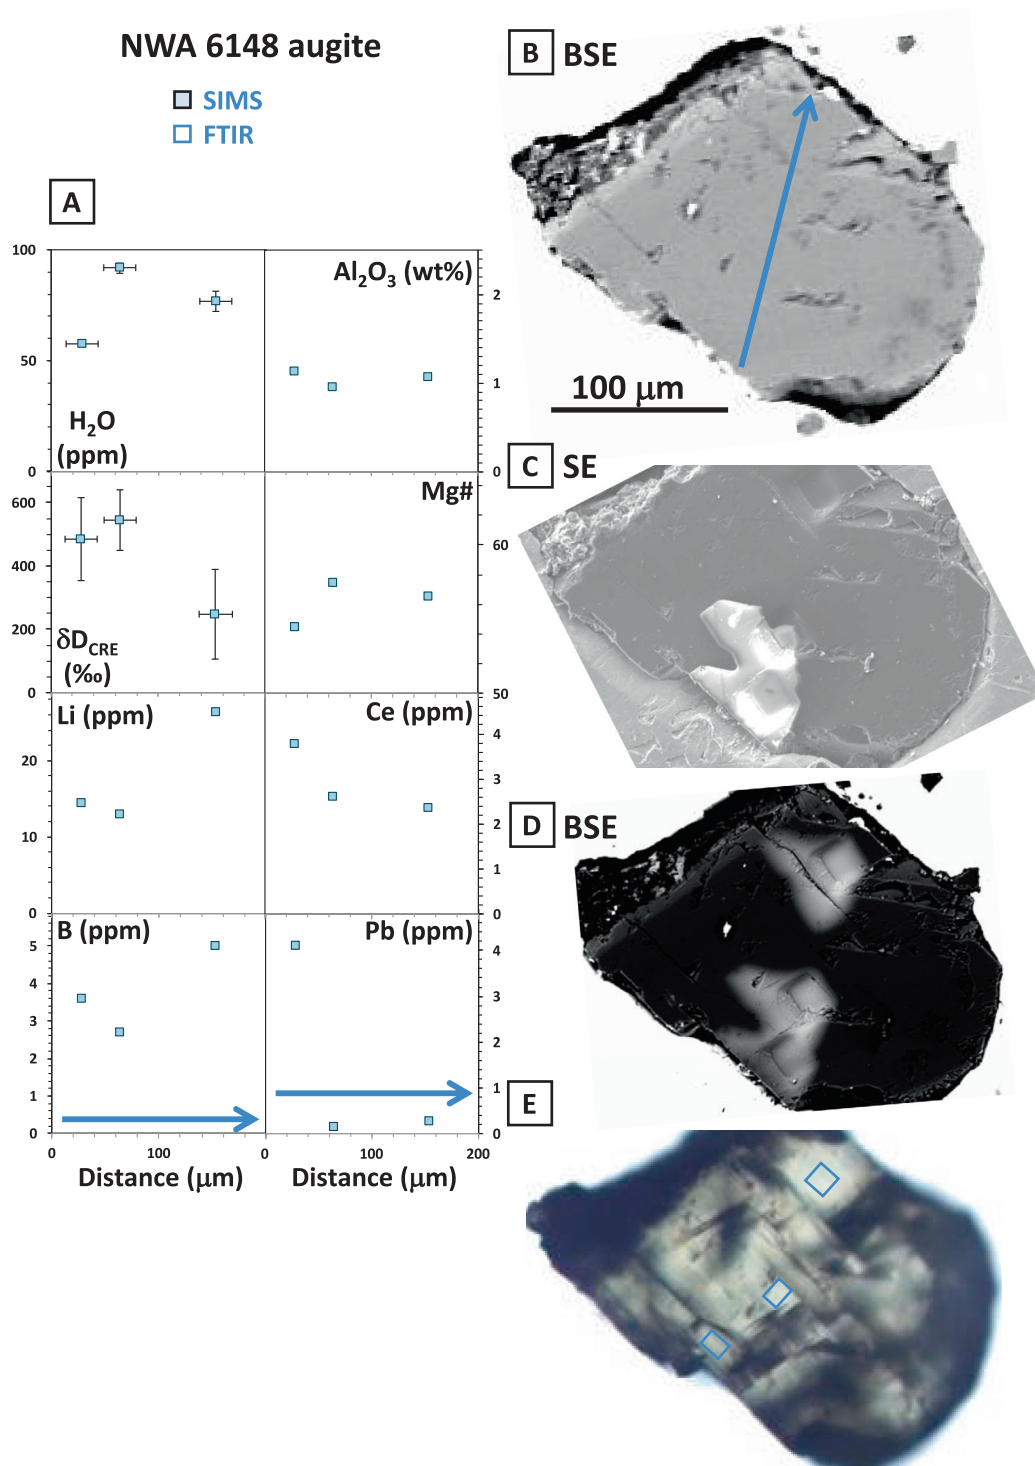 NWA 6148 augite
SIMS
FTIR
A
100
50
0
H₂O
(ppm)
Al₂O₃ (wt%)
2
1
0
600
400
200
0
δD_CRE
(‰)
Mg#
60
50
Li (ppm)
20
10
0
Ce (ppm)
4
3
2
1
0
B (ppm)
5
4
3
2
1
0
Pb (ppm)
4
3
2
1
0
0
100
0
100
200
Distance (μm)
Distance (μm)
B BSE
100 μm
C SE
D BSE
E